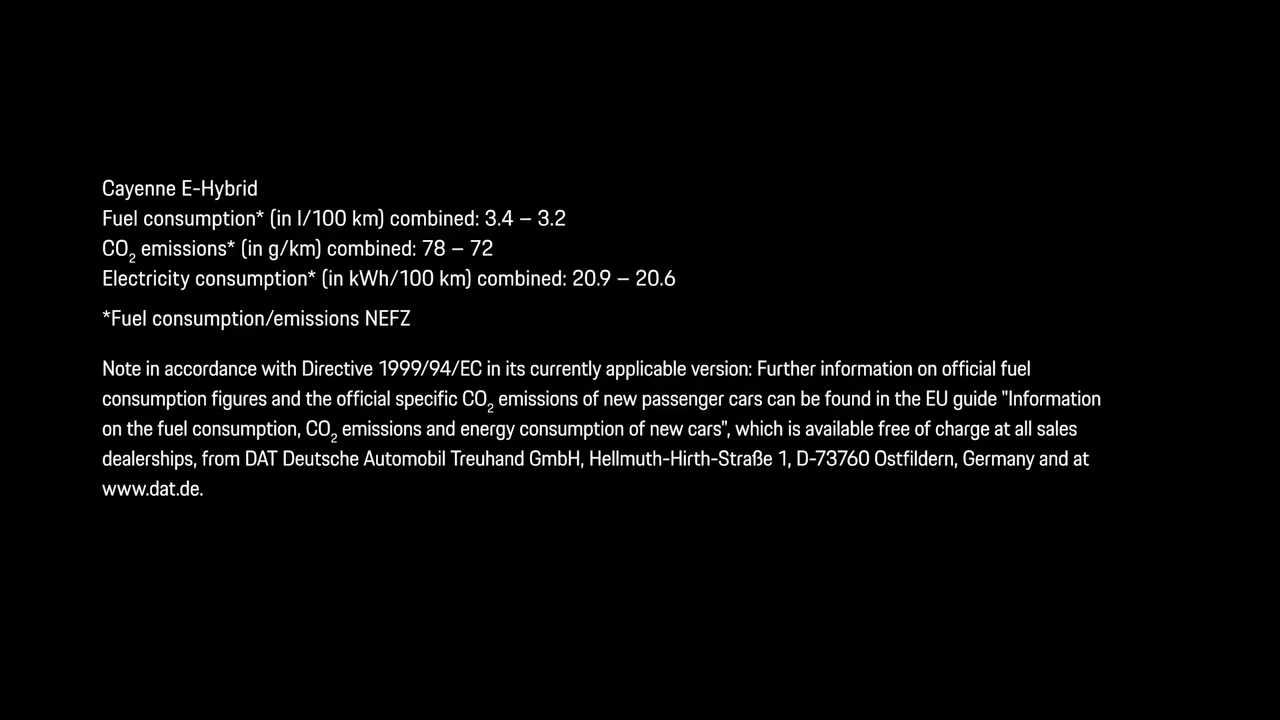 Cayenne E-Hybrid
Fuel consumption* (in l/100 km) combined: 3.4 – 3.2
CO₂ emissions* (in g/km) combined: 78 – 72
Electricity consumption* (in kWh/100 km) combined: 20.9 – 20.6
*Fuel consumption/emissions NEFZ
Note in accordance with Directive 1999/94/EC in its currently applicable version: Further information on official fuel
consumption figures and the official specific CO₂ emissions of new passenger cars can be found in the EU guide "Information
on the fuel consumption, CO₂ emissions and energy consumption of new cars", which is available free of charge at all sales
dealerships, from DAT Deutsche Automobil Treuhand GmbH, Hellmuth-Hirth-Straße 1, D-73760 Ostfildern, Germany and at
www.dat.de.